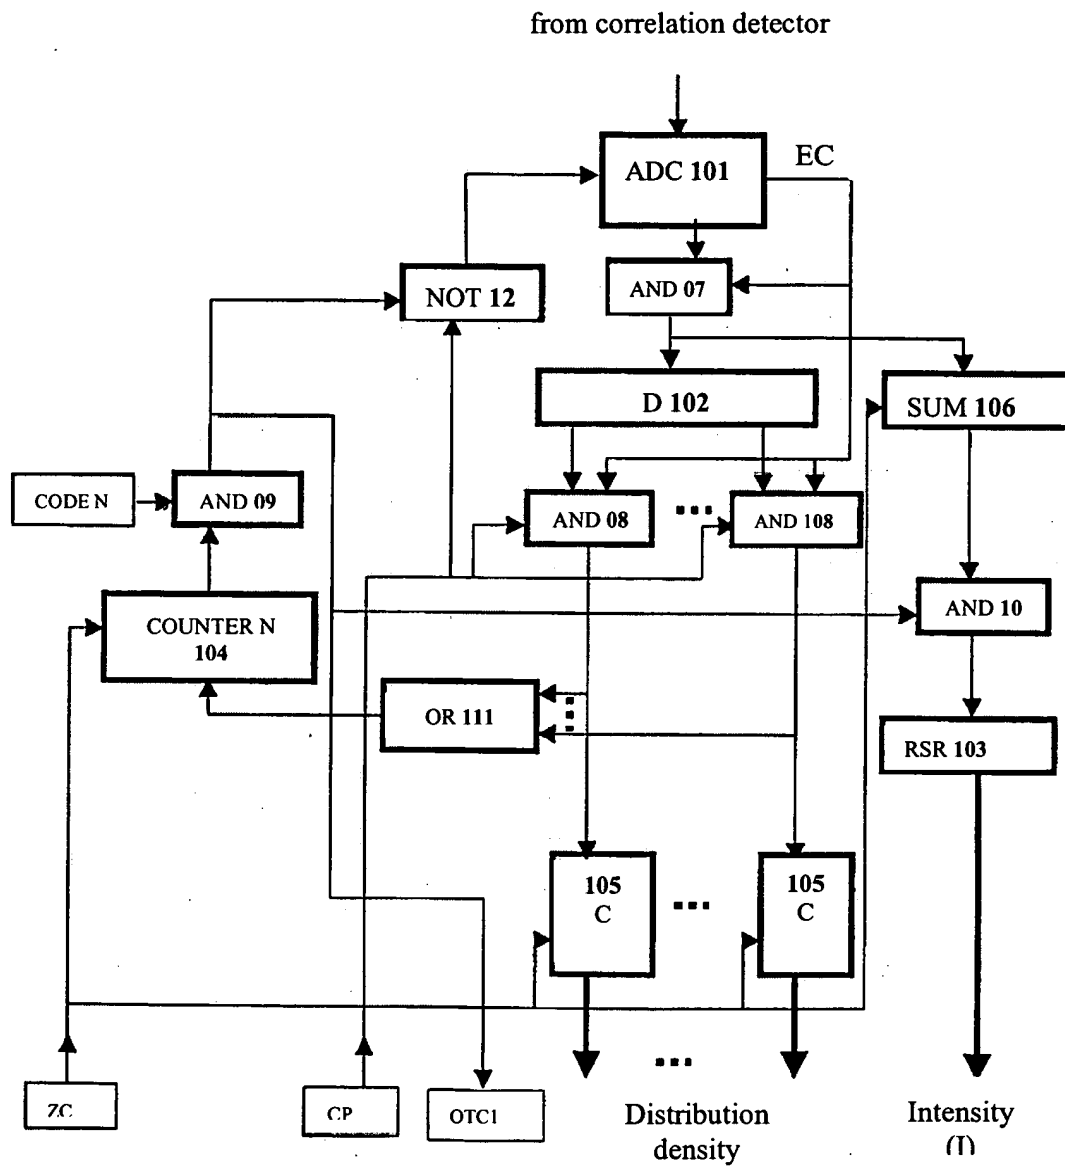 from correlation detector
ADC 101
EC
NOT 12
AND 07
D 102
SUM 106
CODE N
AND 09
AND 08
AND 108
AND 10
COUNTER N
104
OR 111
RSR 103
105
C
105
C
ZC
CP
OTC1
Distribution
density
Intensity
(I)